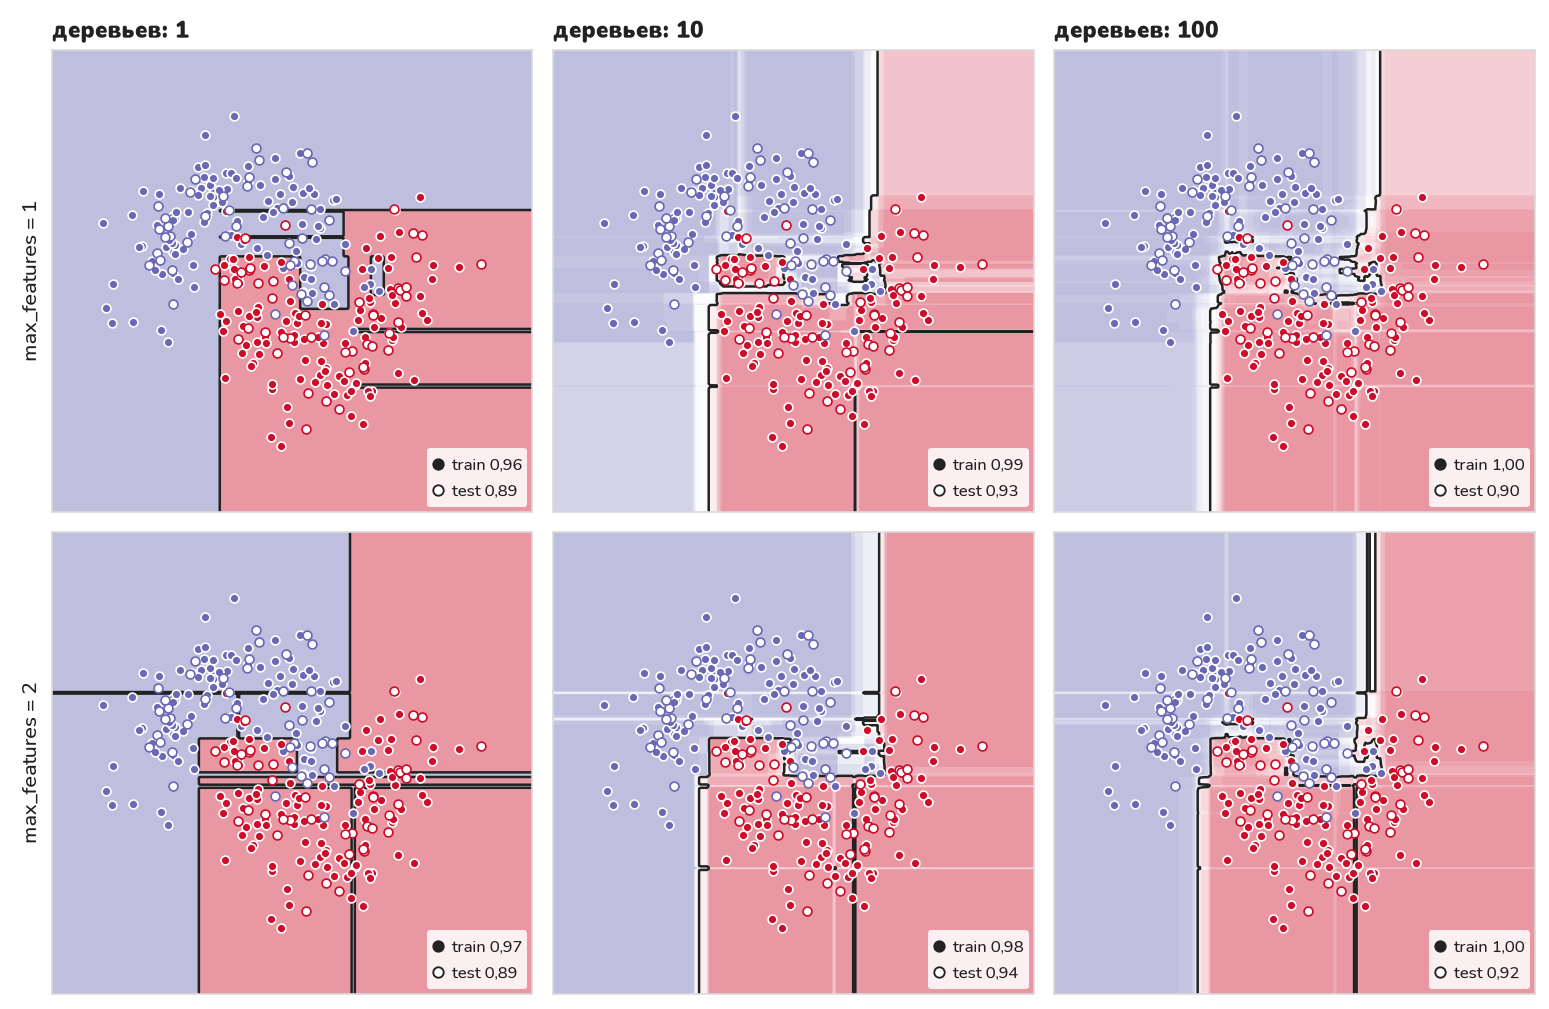 деревьев: 1
деревьев: 10
деревьев: 100
max_features = 1
train 0,96
test 0,89
train 0,99
test 0,93
train 1,00
test 0,90
max_features = 2
train 0,97
test 0,89
train 0,98
test 0,94
train 1,00
test 0,92